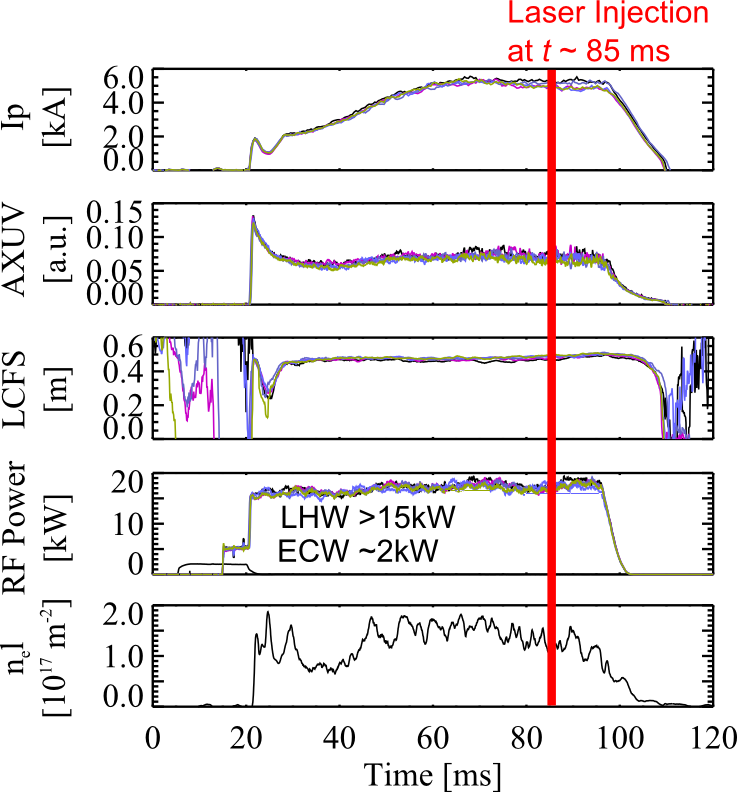 Laser Injection
at t ~ 85 ms
Ip
[kA]
6.0
4.0
2.0
0.0
AXUV
[a.u.]
0.15
0.10
0.05
0.00
LCFS
[m]
0.6
0.4
0.2
0.0
RF Power
[kW]
20
10
0
LHW >15kW
ECW ~2kW
nel
[10¹⁷ m⁻²]
2.0
1.0
0.0
0 20 40 60 80 100 120
Time [ms]